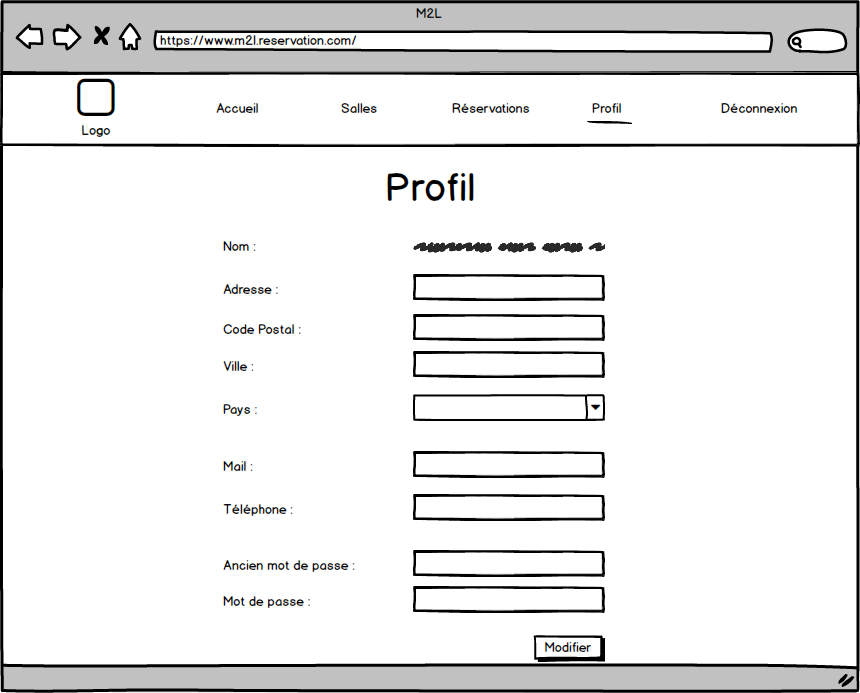 M2L
https://www.m2l.reservation.com/
Logo
Accueil
Salles
Réservations
Profil
Déconnexion
Profil
Nom :
Adresse :
Code Postal :
Ville :
Pays :
Mail :
Téléphone :
Ancien mot de passe :
Mot de passe :
Modifier